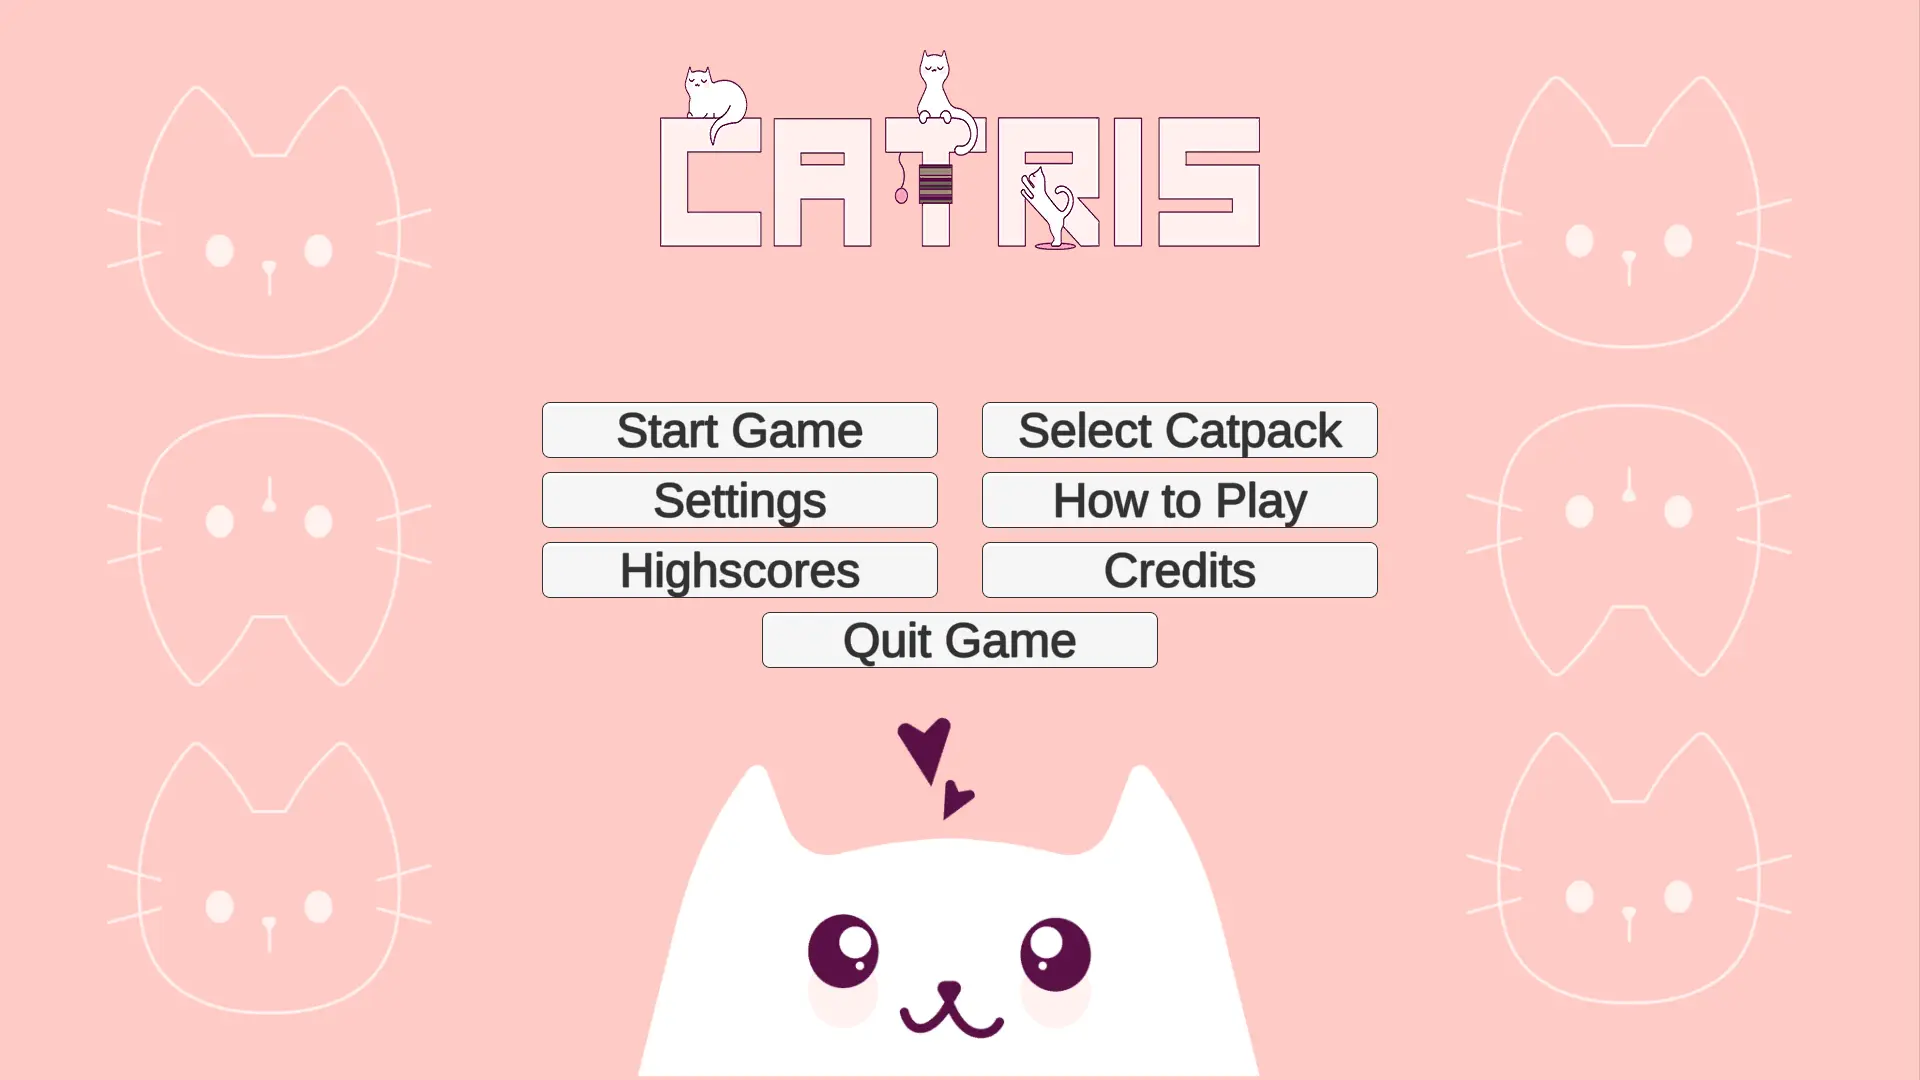 CATRIS
Start Game
Select Catpack
Settings
How to Play
Highscores
Credits
Quit Game